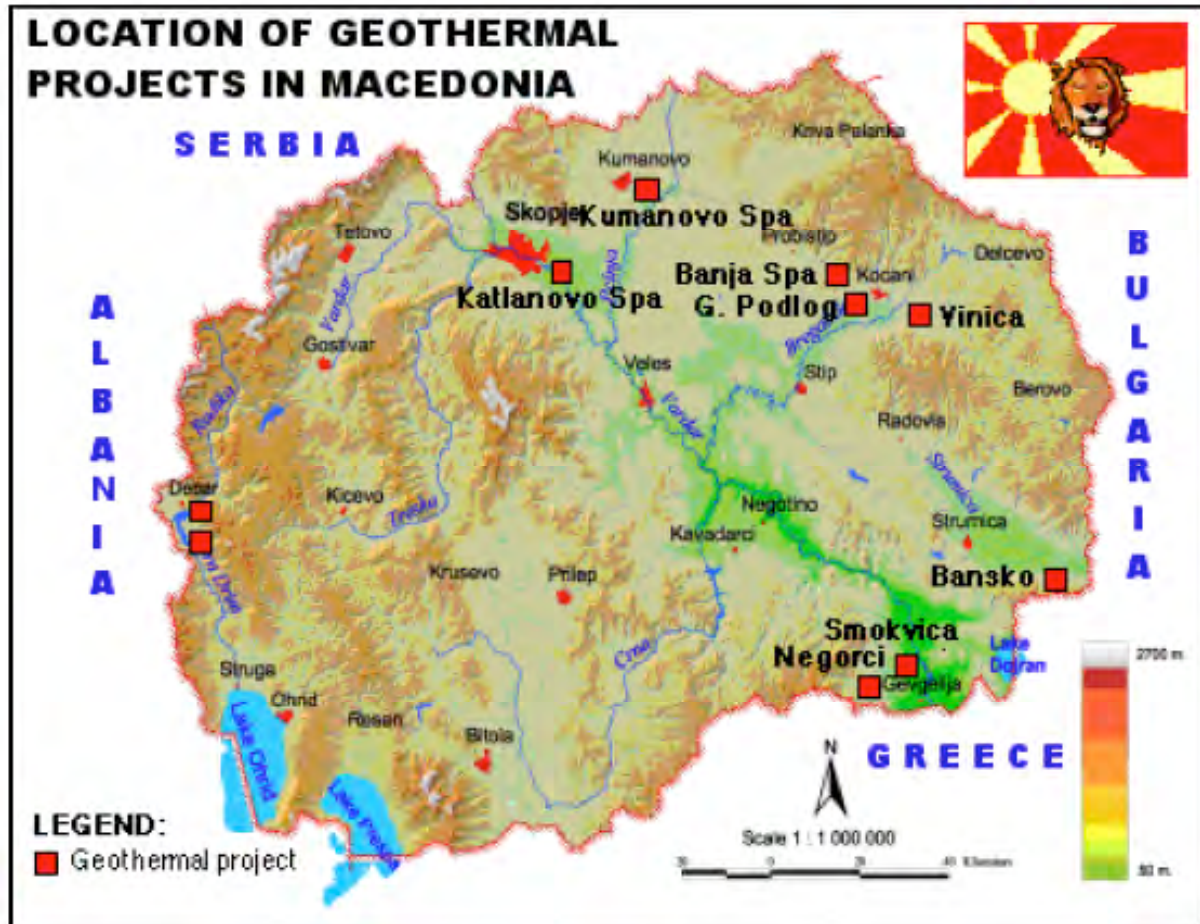 LOCATION OF GEOTHERMAL
PROJECTS IN MACEDONIA
SERBIA
Kriva Palanka
Kumanovo
Kumanovo Spa
Skopje
Tetovo
Probistip
Delcevo
BULGARIA
ALBANIA
Banja Spa
Kocani
Katlanovo Spa
G. Podlog
Vinica
Vardar
Gostivar
Veles
Stip
Berovo
Vardar
Radovis
Radika
Strumica
Debar
Kicevo
Treska
Negotino
Strumica
Kavadarci
Krusevo
Prilep
Bansko
Smokvica
Crna
Negorci
Lake
Dojran
2700 m.
Gevgelija
Struga
Ohrid
Resen
Bitola
Lake Ohrid
GREECE
N
Lake Prespa
LEGEND:
Geothermal project
Scale 1 : 1 000 000
50 m.